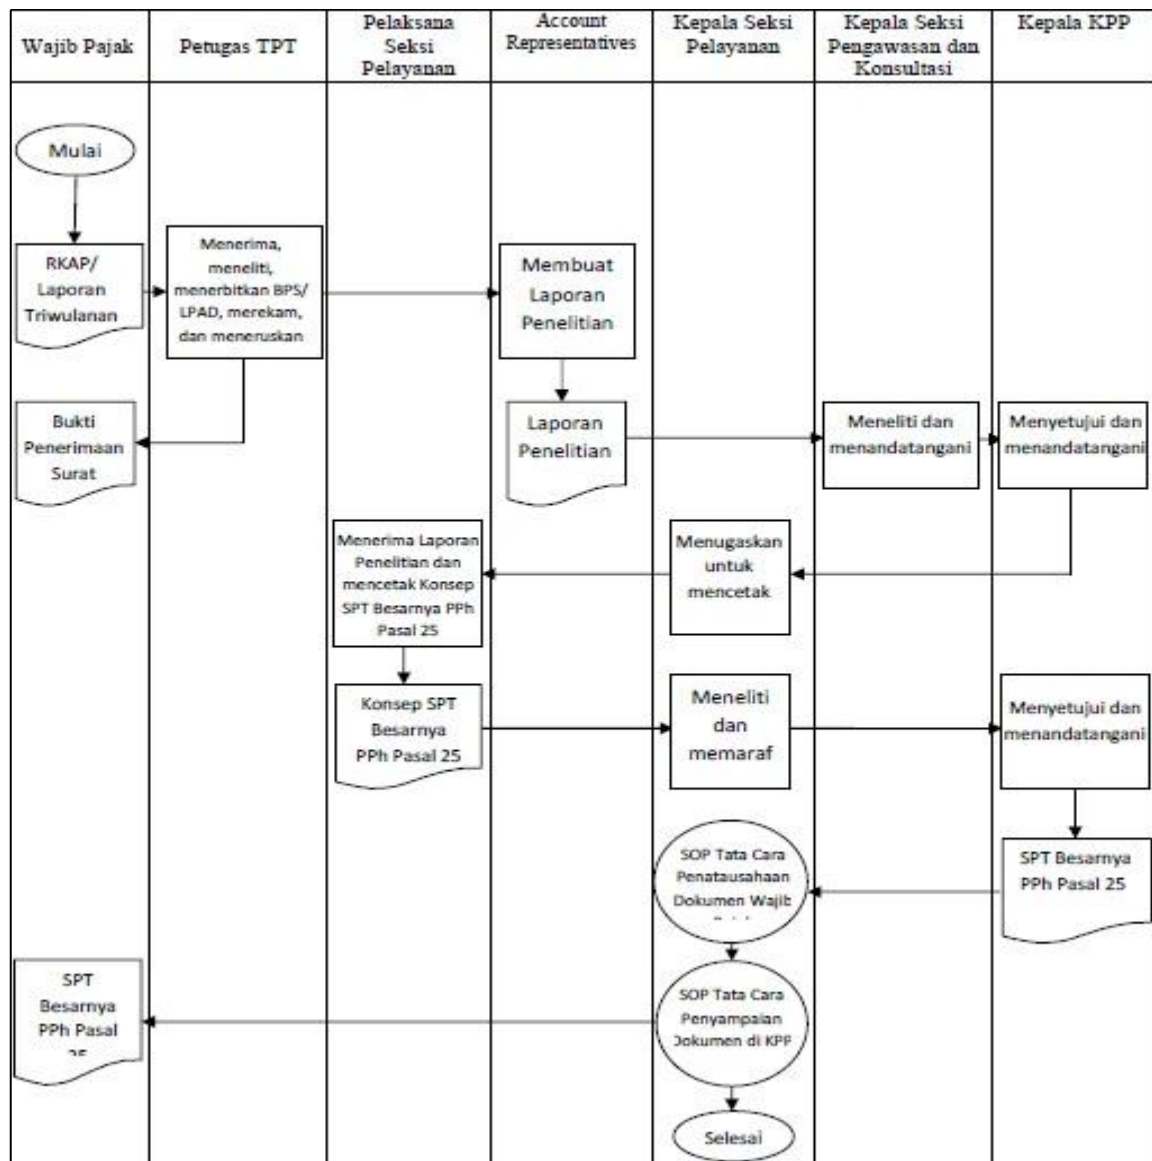 Wajib Pajak
Petugas TPT
Pelaksana
Seksi
Pelayanan
Account
Representatives
Kepala Seksi
Pelayanan
Kepala Seksi
Pengawasan dan
Konsultasi
Kepala KPP
Mulai
RKAP/
Laporan
Triwulanan
Menerima,
meneliti,
menerbitkan BPS/
LPAD, merekam,
dan meneruskan
Membuat
Laporan
Penelitian
Bukti
Penerimaan
Surat
Laporan
Penelitian
Meneliti dan
menandatangani
Menyetujui dan
menandatangani
Menerima Laporan
Penelitian dan
mencetak Konsep
SPT Besarnya PPh
Pasal 25
Menugaskan
untuk
mencetak
Konsep SPT
Besarnya
PPh Pasal 25
Meneliti
dan
memaraf
Menyetujui dan
menandatangani
SOP Tata Cara
Penatausahaan
Dokumen Wajib
SPT Besarnya
PPh Pasal 25
SPT
Besarnya
PPh Pasal
SOP Tata Cara
Penyampaian
Dokumen di KPP
Selesai